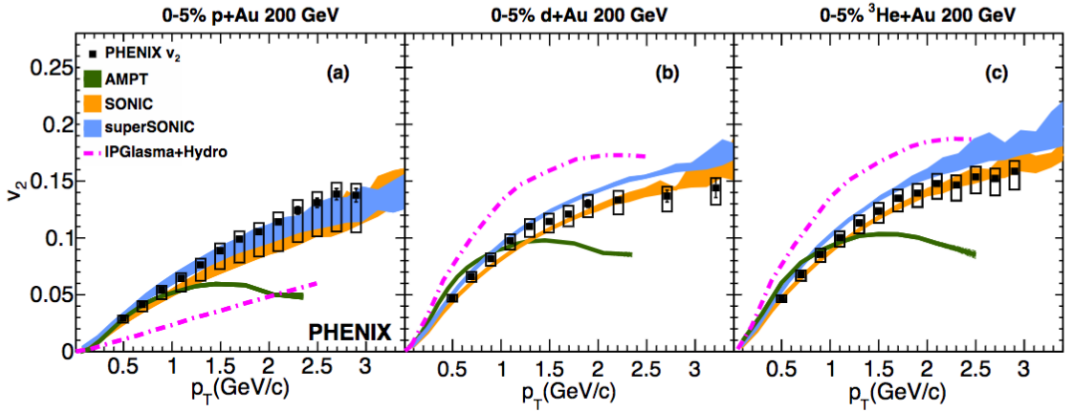 0-5% p+Au 200 GeV
0-5% d+Au 200 GeV
0-5% ³He+Au 200 GeV
0.25
0.2
0.15
0.1
0.05
0
v₂
PHENIX v₂
AMPT
SONIC
superSONIC
IPGlasma+Hydro
(a)
(b)
(c)
PHENIX
0.5 1 1.5 2 2.5 3
0.5 1 1.5 2 2.5 3
0.5 1 1.5 2 2.5 3
p_T(GeV/c)
p_T(GeV/c)
p_T(GeV/c)